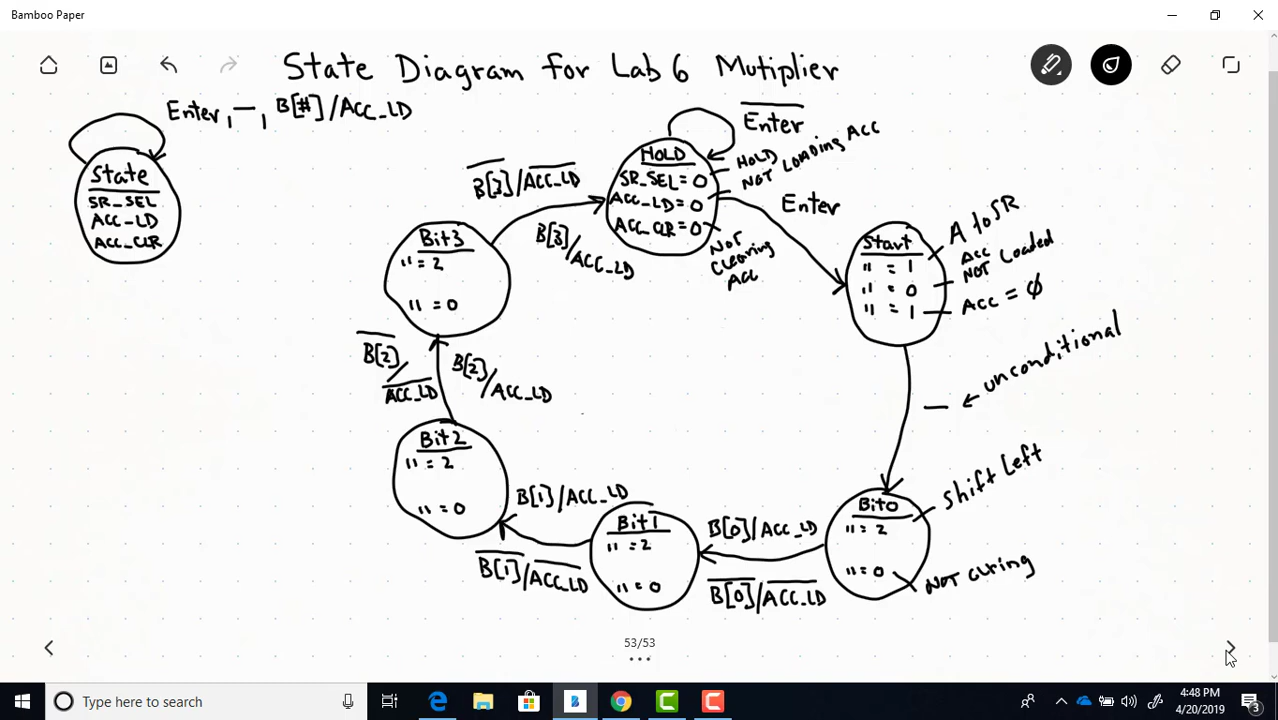 Bamboo Paper
State Diagram for Lab 6 Mutiplier
Enter, —, B[#]/ACC_LD
State
SR_SEL
ACC_LD
ACC_CLR
Enter
HOLD
SR_SEL = 0
ACC_LD = 0
ACC_CLR = 0
HOLD
NOT LOADING ACC
NOT
CLEARING
ACC
Enter
B[3]/ACC_LD
B[3]/ACC_LD
Start
" = 1
" = 0
" = 1
A to SR
ACC
NOT Loaded
ACC = Ø
— ← unconditional
Bit3
" = 2
" = 0
B[2]/ACC_LD
B[2]/ACC_LD
Bit2
" = 2
" = 0
B[1]/ACC_LD
B[1]/ACC_LD
Bit1
" = 2
" = 0
B[0]/ACC_LD
B[0]/ACC_LD
Bit0
" = 2
" = 0
Shift Left
NOT
53/53
Type here to search
4:48 PM
4/20/2019
3